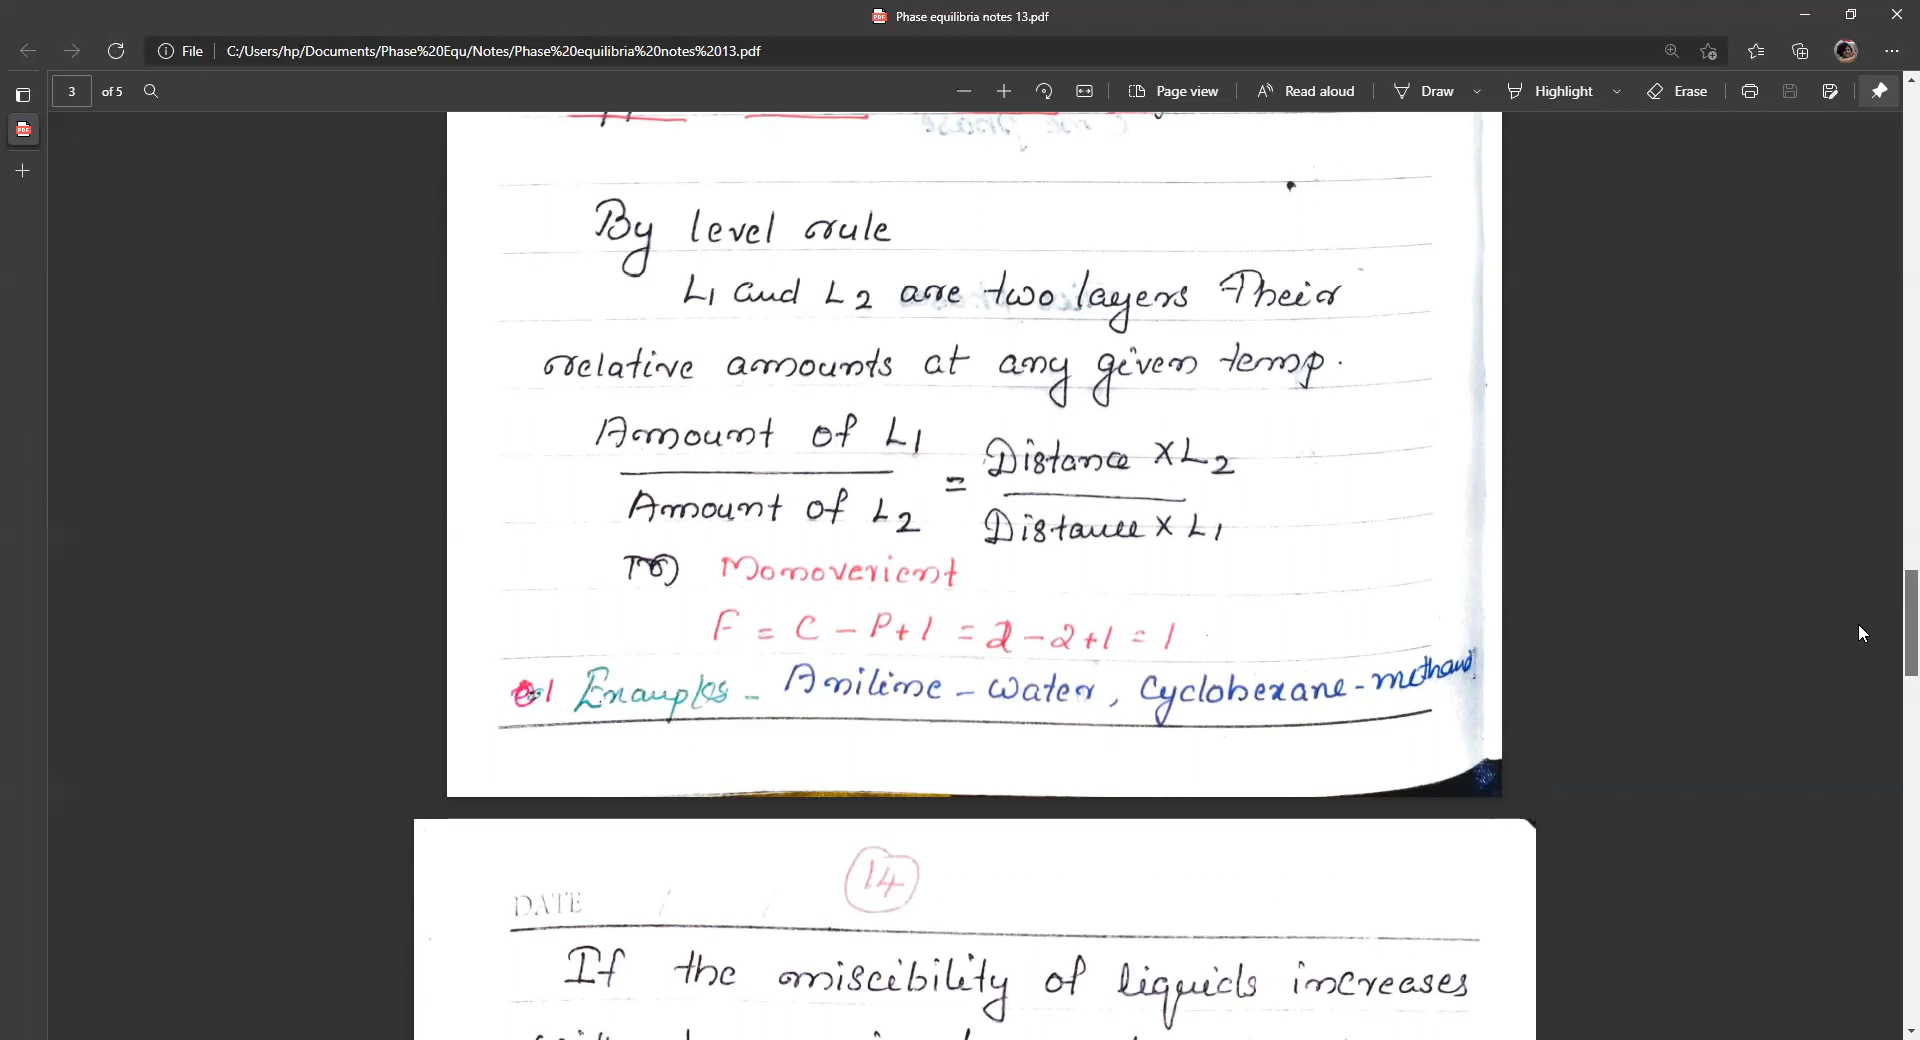 Phase equilibria notes 13.pdf
File C:/Users/hp/Documents/Phase%20Equ/Notes/Phase%20equilibria%20notes%2013.pdf
3 of 5 Page view Read aloud Draw Highlight Erase
By level rule
L1 and L2 are two layers Their
relative amounts at any given temp.
Amount of L1 / Amount of L2 = Distance XL2 / Distance X L1
Monoverient
F = C - P+1 = 2-2+1 = 1
Examples - Aniline - water, Cyclohexane-methanol
14
DATE / /
If the miscibility of liquids increases